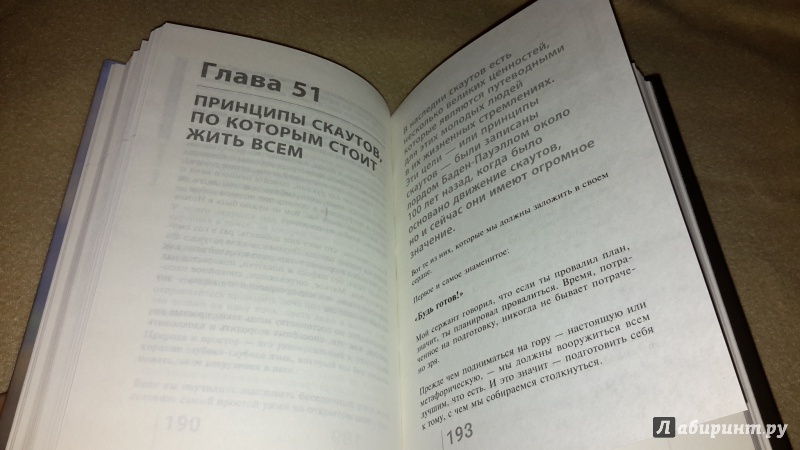 Глава 51
ПРИНЦИПЫ СКАУТОВ,
ПО КОТОРЫМ СТОИТ
ЖИТЬ ВСЕМ
190
В наследии скаутов есть
несколько великих ценностей,
которые являются путеводными
для этих молодых людей
в их жизненных стремлениях.
Эти цели — или принципы
скаутов — были записаны
лордом Баден-Пауэллом около
100 лет назад, когда было
основано движение скаутов,
но и сейчас они имеют огромное
значение.
Вот те из них, которые мы должны заложить в своем
сердце.
Первое и самое знаменитое:
«Будь готов!»
Мой сержант говорил, что если ты провалил план,
значит, ты планировал провалиться. Время, потра-
ченное на подготовку, никогда не бывает потраче-
но зря.
Прежде чем подниматься на гору — настоящую или
метафорическую, — мы должны вооружиться всем
лучшим, что есть. И это значит — подготовить себя
к тому, с чем мы собираемся столкнуться.
193
Лабиринт.ру